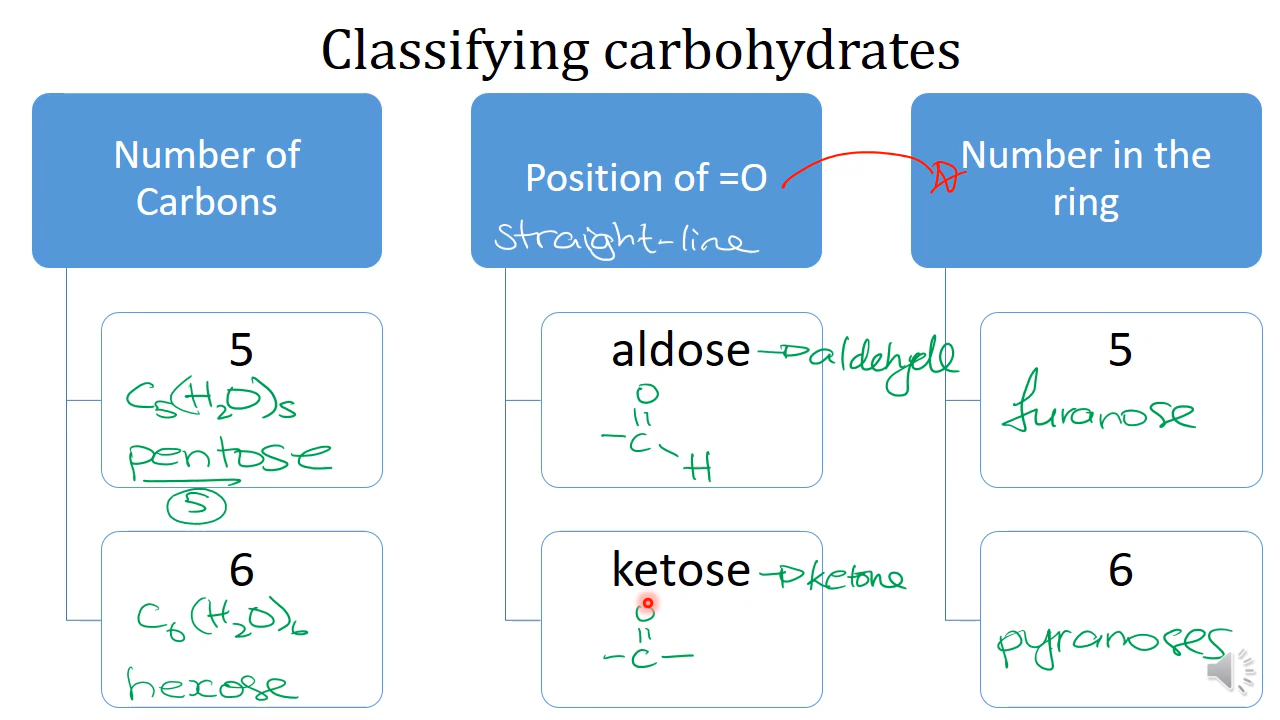 Classifying carbohydrates
Number of
Carbons
5
C₅(H₂O)₅
pentose
5
6
C₆(H₂O)₆
hexose
Position of =O
straight-line
aldose → aldehyde
O
=
– C
H
ketose → ketone
O
=
– C –
Number in the
ring
5
furanose
6
pyranoses